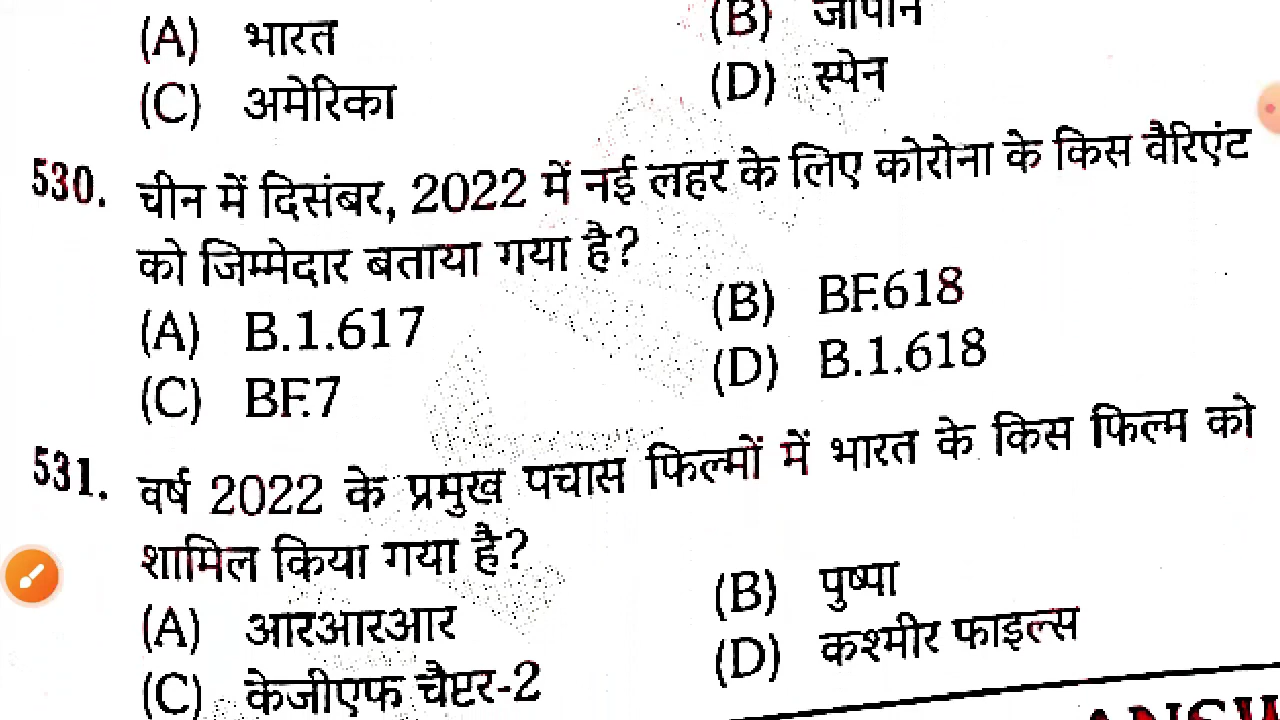 (A) भारत (B) जापान
(C) अमेरिका (D) स्पेन
530. चीन में दिसंबर, 2022 में नई लहर के लिए कोरोना के किस वैरिएंट
को जिम्मेदार बताया गया है?
(A) B.1.617 (B) BF.618
(C) BF.7 (D) B.1.618
531. वर्ष 2022 के प्रमुख पचास फिल्मों में भारत के किस फिल्म को
शामिल किया गया है?
(A) आरआरआर (B) पुष्पा
(C) केजीएफ चैप्टर-2 (D) कश्मीर फाइल्स